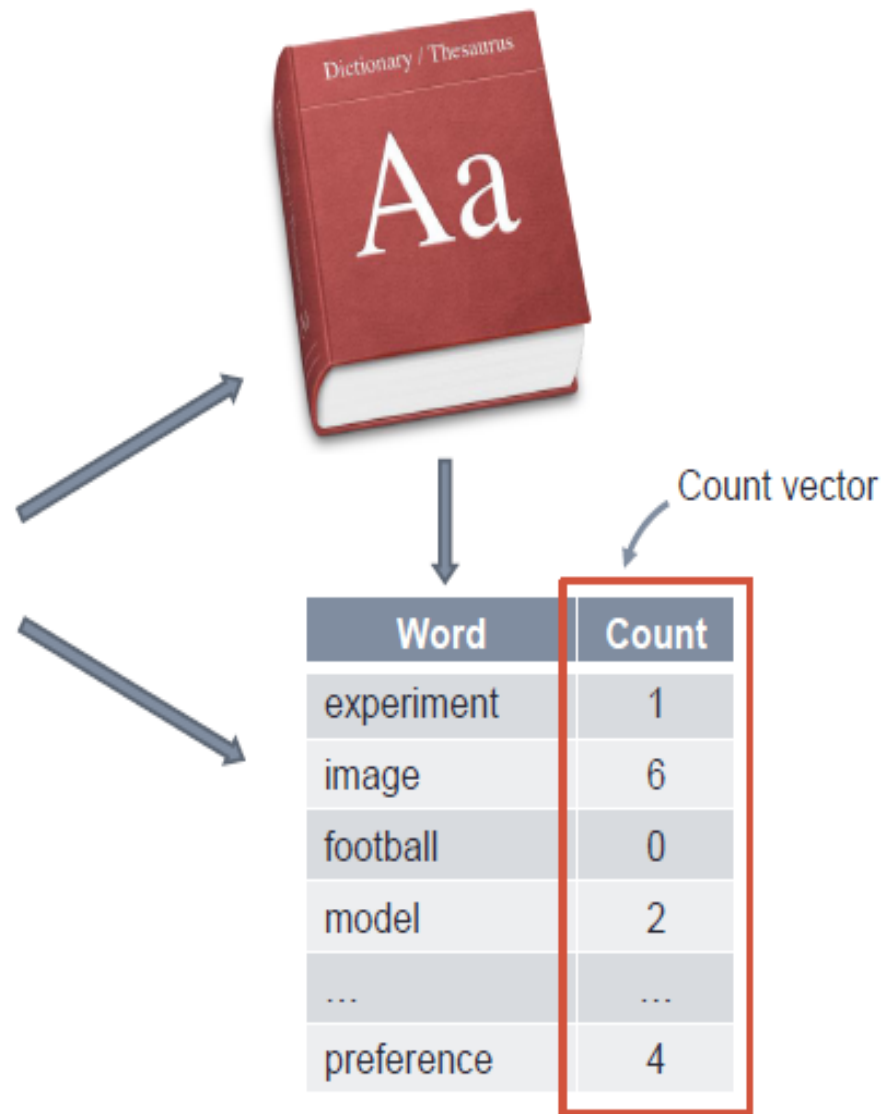 Dictionary / Thesaurus
Aa
Count vector
Word Count
experiment 1
image 6
football 0
model 2
... ...
preference 4